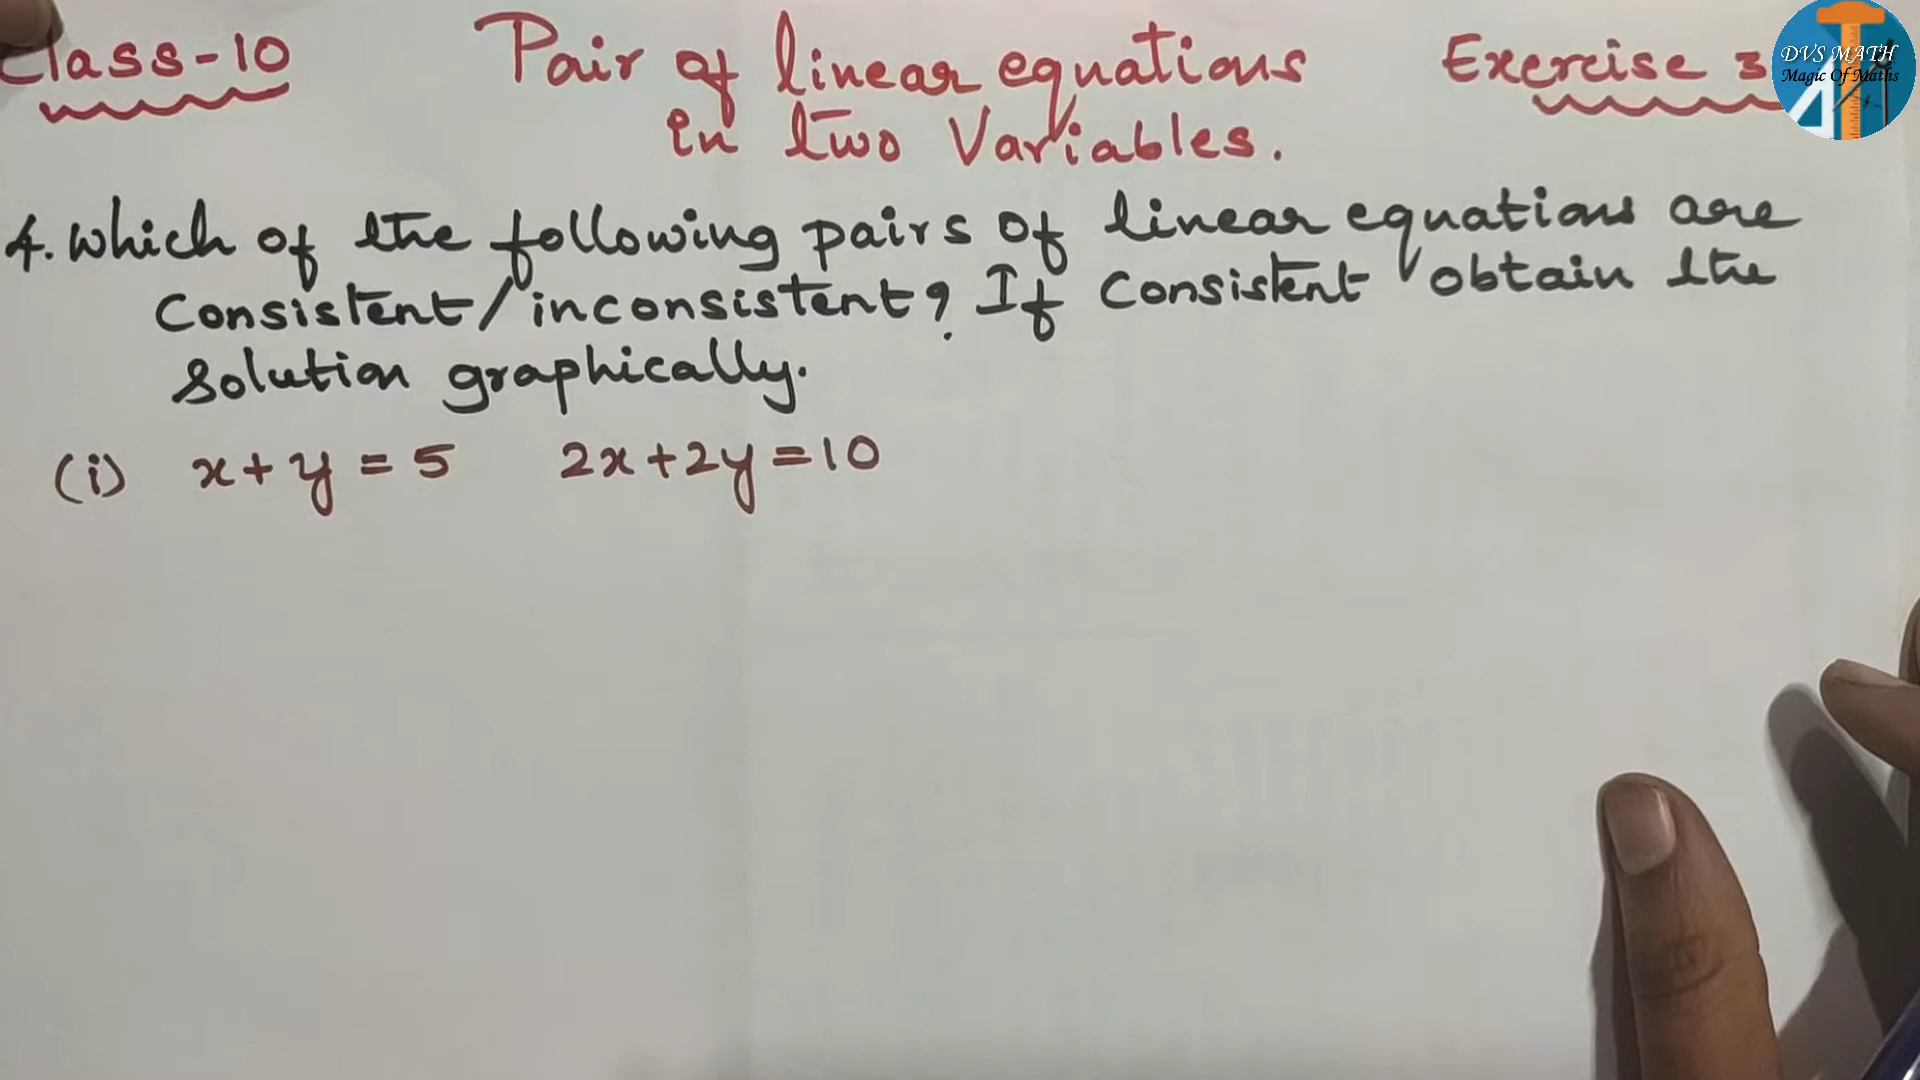 Class-10 Pair of linear equations Exercise 3
in two Variables.
DVS MATH
Magic Of Maths
4. Which of the following pairs of linear equations are
Consistent/inconsistent? If Consistent obtain the
Solution graphically.
(i) x+y=5 2x+2y=10